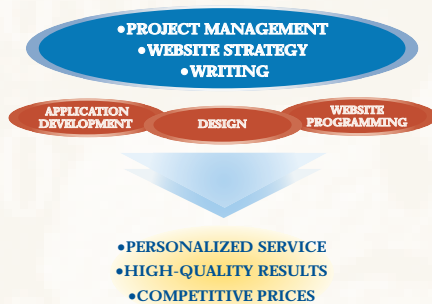 •PROJECT MANAGEMENT
•WEBSITE STRATEGY
•WRITING
APPLICATION
DEVELOPMENT
DESIGN
WEBSITE
PROGRAMMING
•PERSONALIZED SERVICE
•HIGH-QUALITY RESULTS
•COMPETITIVE PRICES